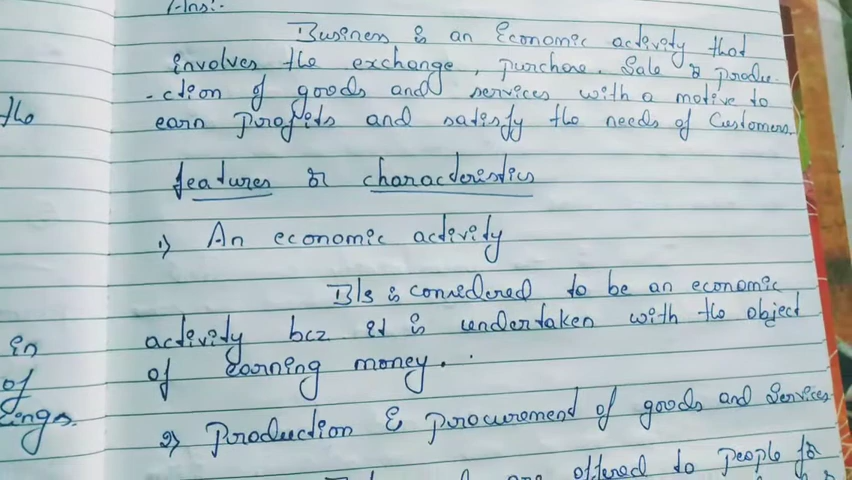 Ans:-
Business is an Economic activity that
involves the exchange, purchase, Sale or produ-
-ction of goods and services with a motive to
the
earn Profits and satisfy the needs of Customers.
features or characteristics
1) An economic activity
B/s is considered to be an economic
in
activity bcz it is undertaken with the object
of
of earning money.
2) Production & procurement of goods and Services
offered to people for